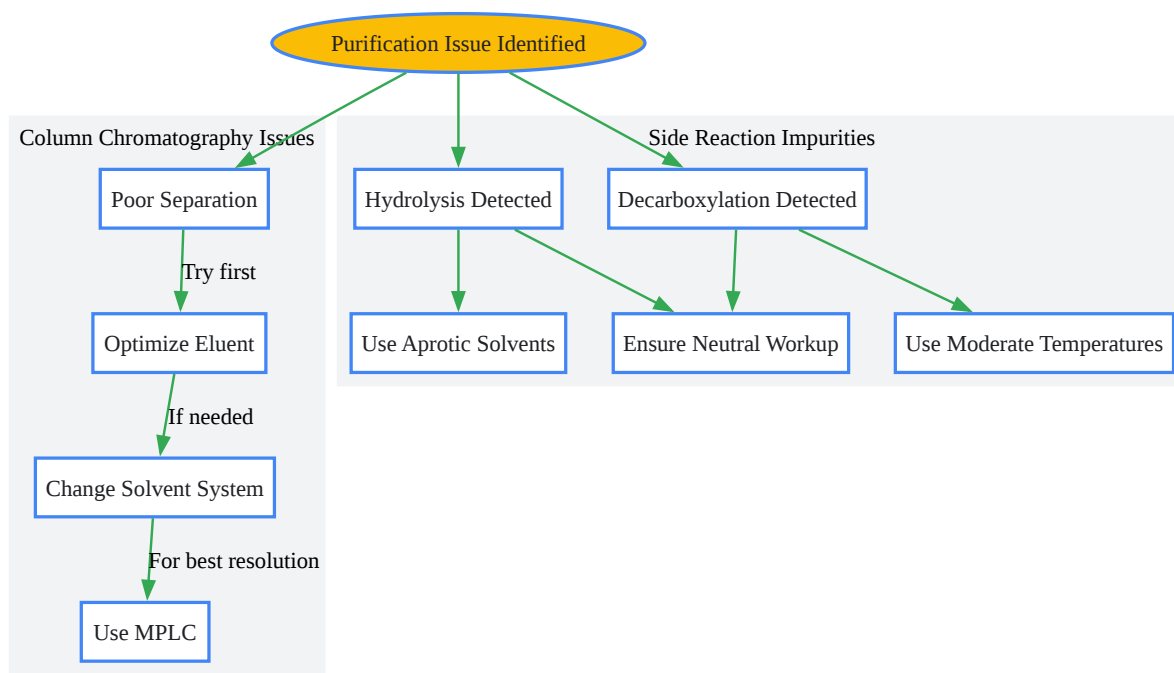 Purification Issue Identified
Column Chromatography Issues
Side Reaction Impurities
Poor Separation
Hydrolysis Detected
Decarboxylation Detected
Try first
Optimize Eluent
Use Aprotic Solvents
Ensure Neutral Workup
Use Moderate Temperatures
If needed
Change Solvent System
For best resolution
Use MPLC